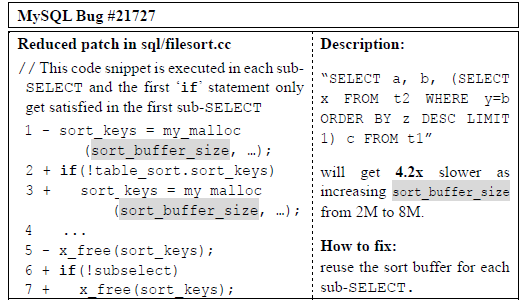 MySQL Bug #21727
Reduced patch in sql/filesort.cc
// This code snippet is executed in each sub-
SELECT and the first ‘if’ statement only
get satisfied in the first sub-SELECT
1 - sort_keys = my_malloc
(sort_buffer_size, …);
2 + if(!table_sort.sort_keys)
3 + sort_keys = my_malloc
(sort_buffer_size, …);
4 ...
5 - x_free(sort_keys);
6 + if(!subselect)
7 + x_free(sort_keys);
Description:
“SELECT a, b, (SELECT
x FROM t2 WHERE y=b
ORDER BY z DESC LIMIT
1) c FROM t1”
will get 4.2x slower as
increasing sort_buffer_size
from 2M to 8M.
How to fix:
reuse the sort buffer for each
sub-SELECT.